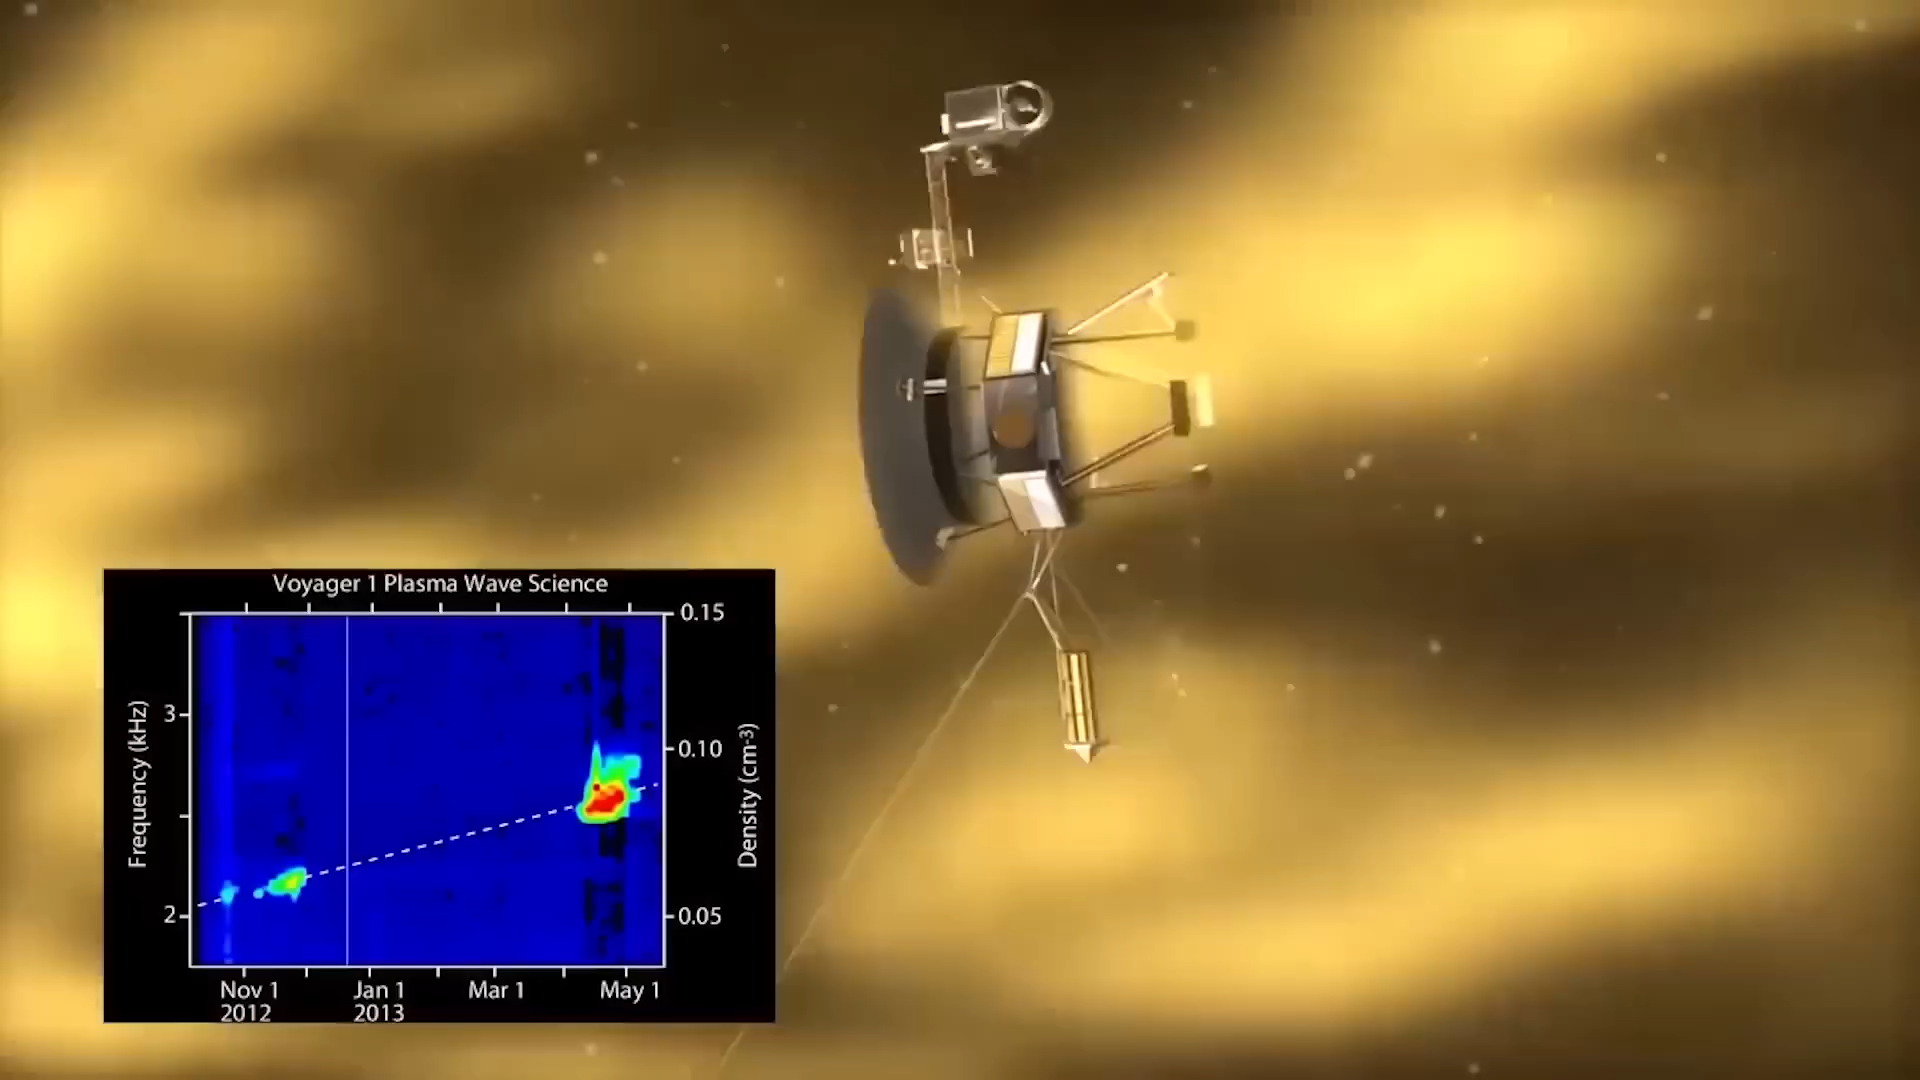 Voyager 1 Plasma Wave Science
Frequency (kHz)
3
2
0.15
0.10
0.05
Density (cm-3)
Nov 1
2012
Jan 1
2013
Mar 1
May 1